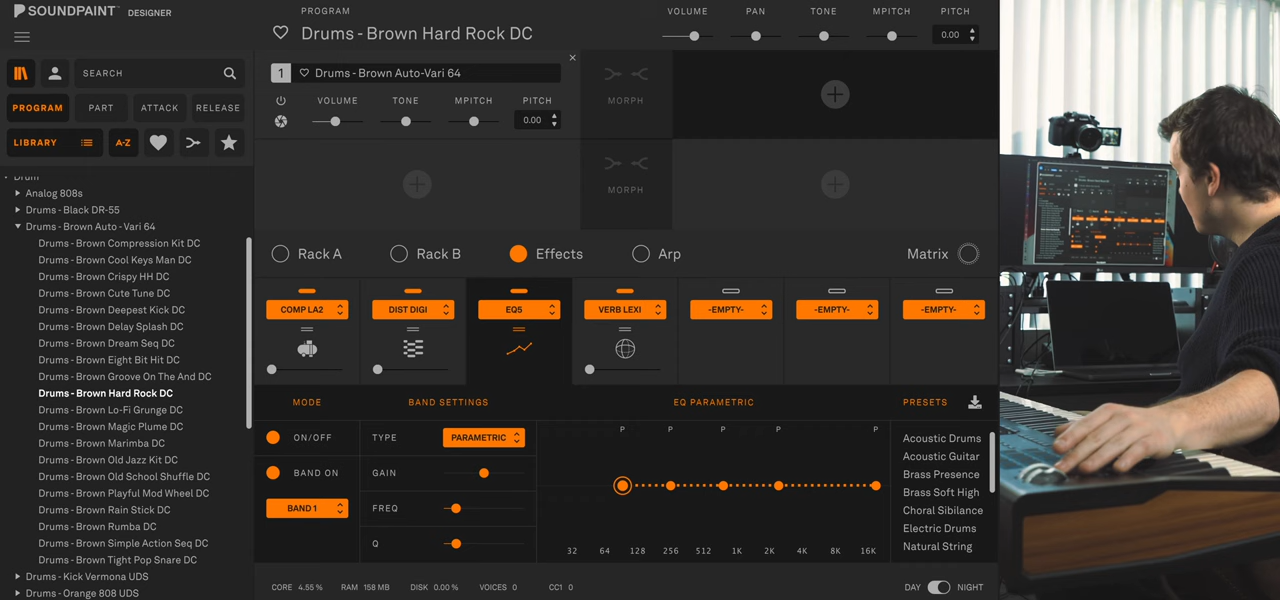 SOUNDPAINT DESIGNER
PROGRAM
Drums - Brown Hard Rock DC
VOLUME PAN TONE MPITCH PITCH
0.00
SEARCH
PROGRAM PART ATTACK RELEASE
LIBRARY A-Z
Drum
Analog 808s
Drums - Black DR-55
Drums - Brown Auto - Vari 64
Drums - Brown Compression Kit DC
Drums - Brown Cool Keys Man DC
Drums - Brown Crispy HH DC
Drums - Brown Cute Tune DC
Drums - Brown Deepest Kick DC
Drums - Brown Delay Splash DC
Drums - Brown Dream Seq DC
Drums - Brown Eight Bit Hit DC
Drums - Brown Groove On The And DC
Drums - Brown Hard Rock DC
Drums - Brown Lo-Fi Grunge DC
Drums - Brown Magic Plume DC
Drums - Brown Marimba DC
Drums - Brown Old Jazz Kit DC
Drums - Brown Old School Shuffle DC
Drums - Brown Playful Mod Wheel DC
Drums - Brown Rain Stick DC
Drums - Brown Rumba DC
Drums - Brown Simple Action Seq DC
Drums - Brown Tight Pop Snare DC
Drums - Kick Vermona UDS
Drums - Orange 808 UDS
1 Drums - Brown Auto-Vari 64
VOLUME TONE MPITCH PITCH
0.00
MORPH
MORPH
Rack A Rack B Effects Arp Matrix
COMP LA2 DIST DIGI EQ5 VERB LEXI -EMPTY- -EMPTY- -EMPTY-
MODE BAND SETTINGS EQ PARAMETRIC PRESETS
ON/OFF
BAND ON
BAND 1
TYPE PARAMETRIC
GAIN
FREQ
Q
P P P P P
32 64 128 256 512 1K 2K 4K 8K 16K
Acoustic Drums
Acoustic Guitar
Brass Presence
Brass Soft High
Choral Sibilance
Electric Drums
Natural String
CORE 4.55 % RAM 158 MB DISK 0.00 % VOICES 0 CC1 0
DAY NIGHT